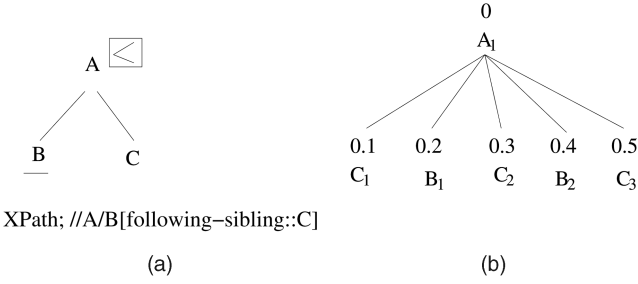 A <
B C
XPath; //A/B[following−sibling::C]
(a)
0
A1
0.1 0.2 0.3 0.4 0.5
C1 B1 C2 B2 C3
(b)